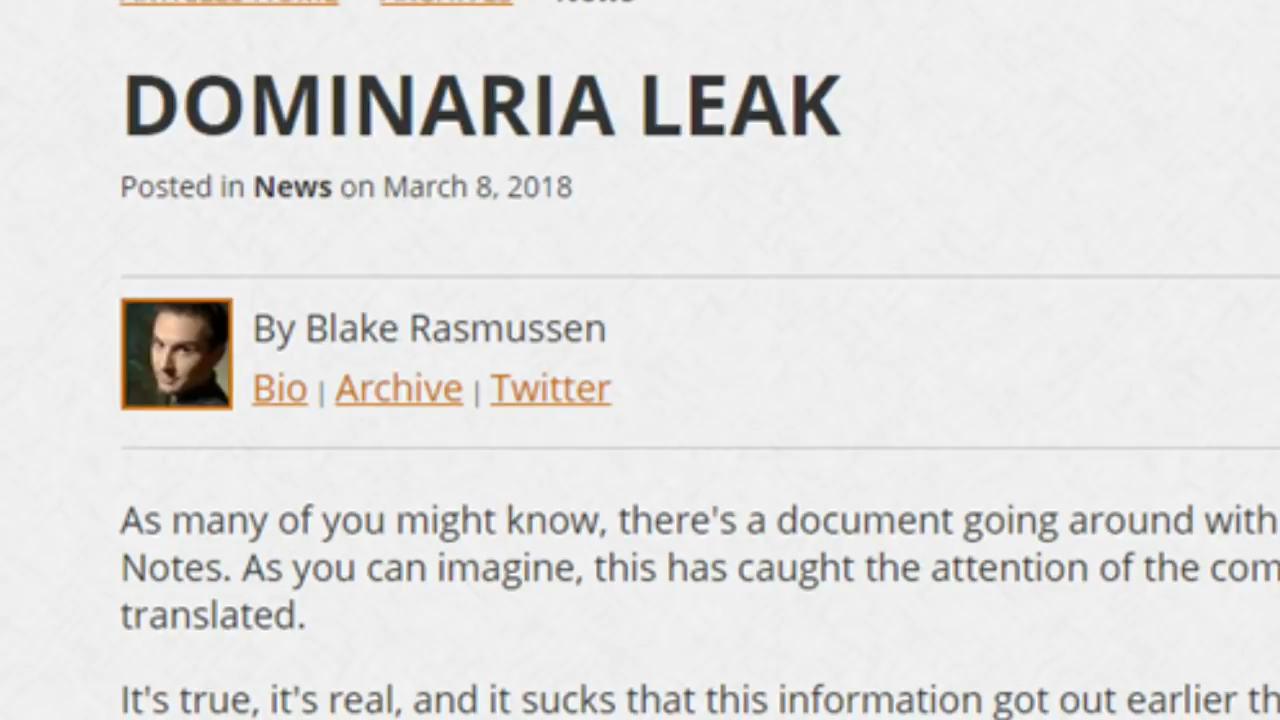 News
DOMINARIA LEAK
Posted in News on March 8, 2018
By Blake Rasmussen
Bio | Archive | Twitter
As many of you might know, there's a document going around with
Notes. As you can imagine, this has caught the attention of the com
translated.
It's true, it's real, and it sucks that this information got out earlier th